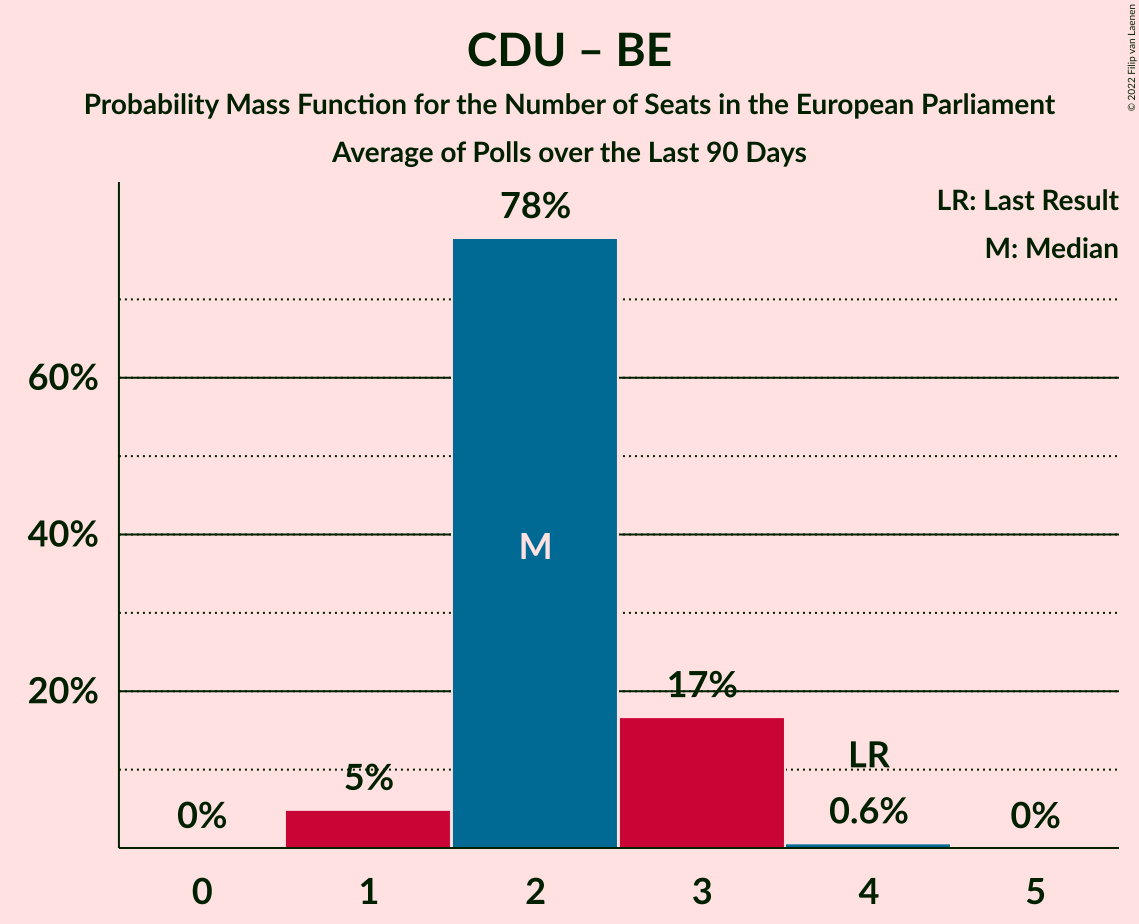 CDU – BE
Probability Mass Function for the Number of Seats in the European Parliament
Average of Polls over the Last 90 Days
© 2022 Filip van Laenen
LR: Last Result
M: Median
78%
60%
40%
20%
M
17%
LR
5%
0%
0.6%
0%
0 1 2 3 4 5